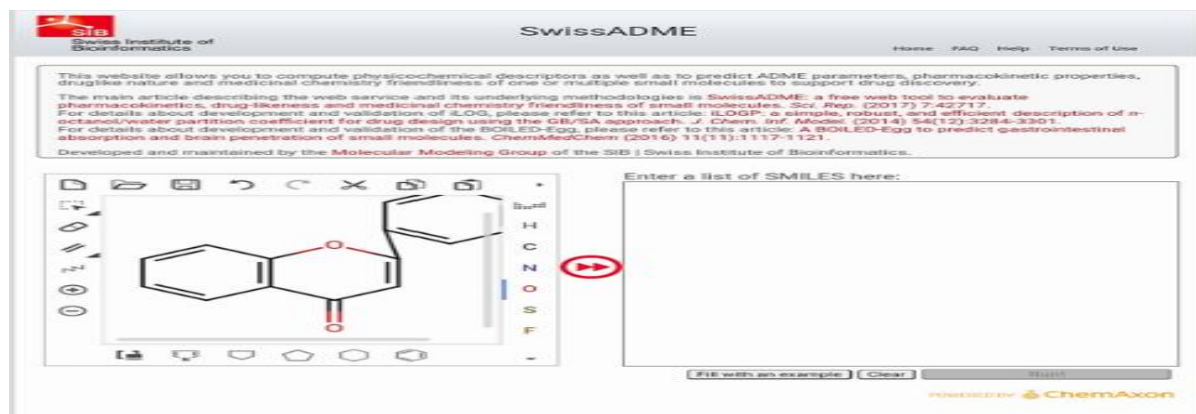 SIB
Swiss Institute of
Bioinformatics
SwissADME
Home FAQ Help Terms of Use
This website allows you to compute physicochemical descriptors as well as to predict ADME parameters, pharmacokinetic properties,
druglike nature and medicinal chemistry friendliness of one or multiple small molecules to support drug discovery.
The main article describing the web service and its underlying methodologies is SwissADME: a free web tool to evaluate
pharmacokinetics, drug-likeness and medicinal chemistry friendliness of small molecules. Sci. Rep. (2017) 7:42717.
For details about development and validation of iLOG, please refer to this article: iLOGP: a simple, robust, and efficient description of n-
octanol/water partition coefficient for drug design using the GB/SA approach. J. Chem. Inf. Model. (2014) 54(12):3284-3301.
For details about development and validation of the BOILED-Egg, please refer to this article: A BOILED-Egg to predict gastrointestinal
absorption and brain penetration of small molecules. ChemMedChem (2016) 11(11):1117-1121.
Developed and maintained by the Molecular Modeling Group of the SIB | Swiss Institute of Bioinformatics.
Enter a list of SMILES here:
H
C
N
O
S
F
O
O
Fill with an example Clear Run!
POWERED BY ChemAxon